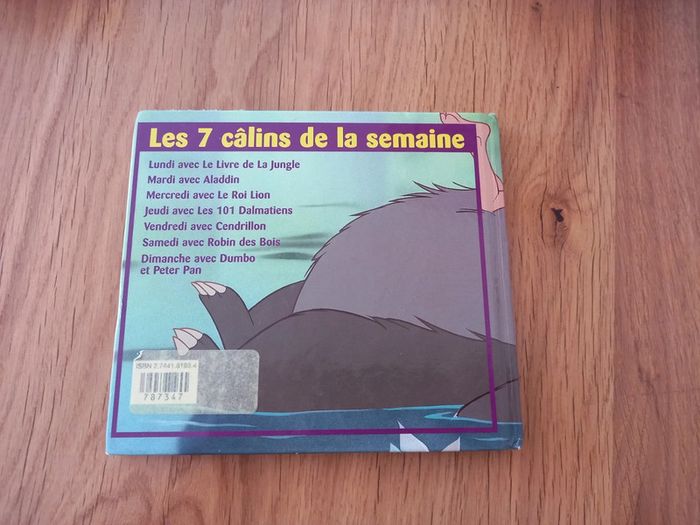 Les 7 câlins de la semaine
Lundi avec Le Livre de La Jungle
Mardi avec Aladdin
Mercredi avec Le Roi Lion
Jeudi avec Les 101 Dalmatiens
Vendredi avec Cendrillon
Samedi avec Robin des Bois
Dimanche avec Dumbo
et Peter Pan
ISBN
787347